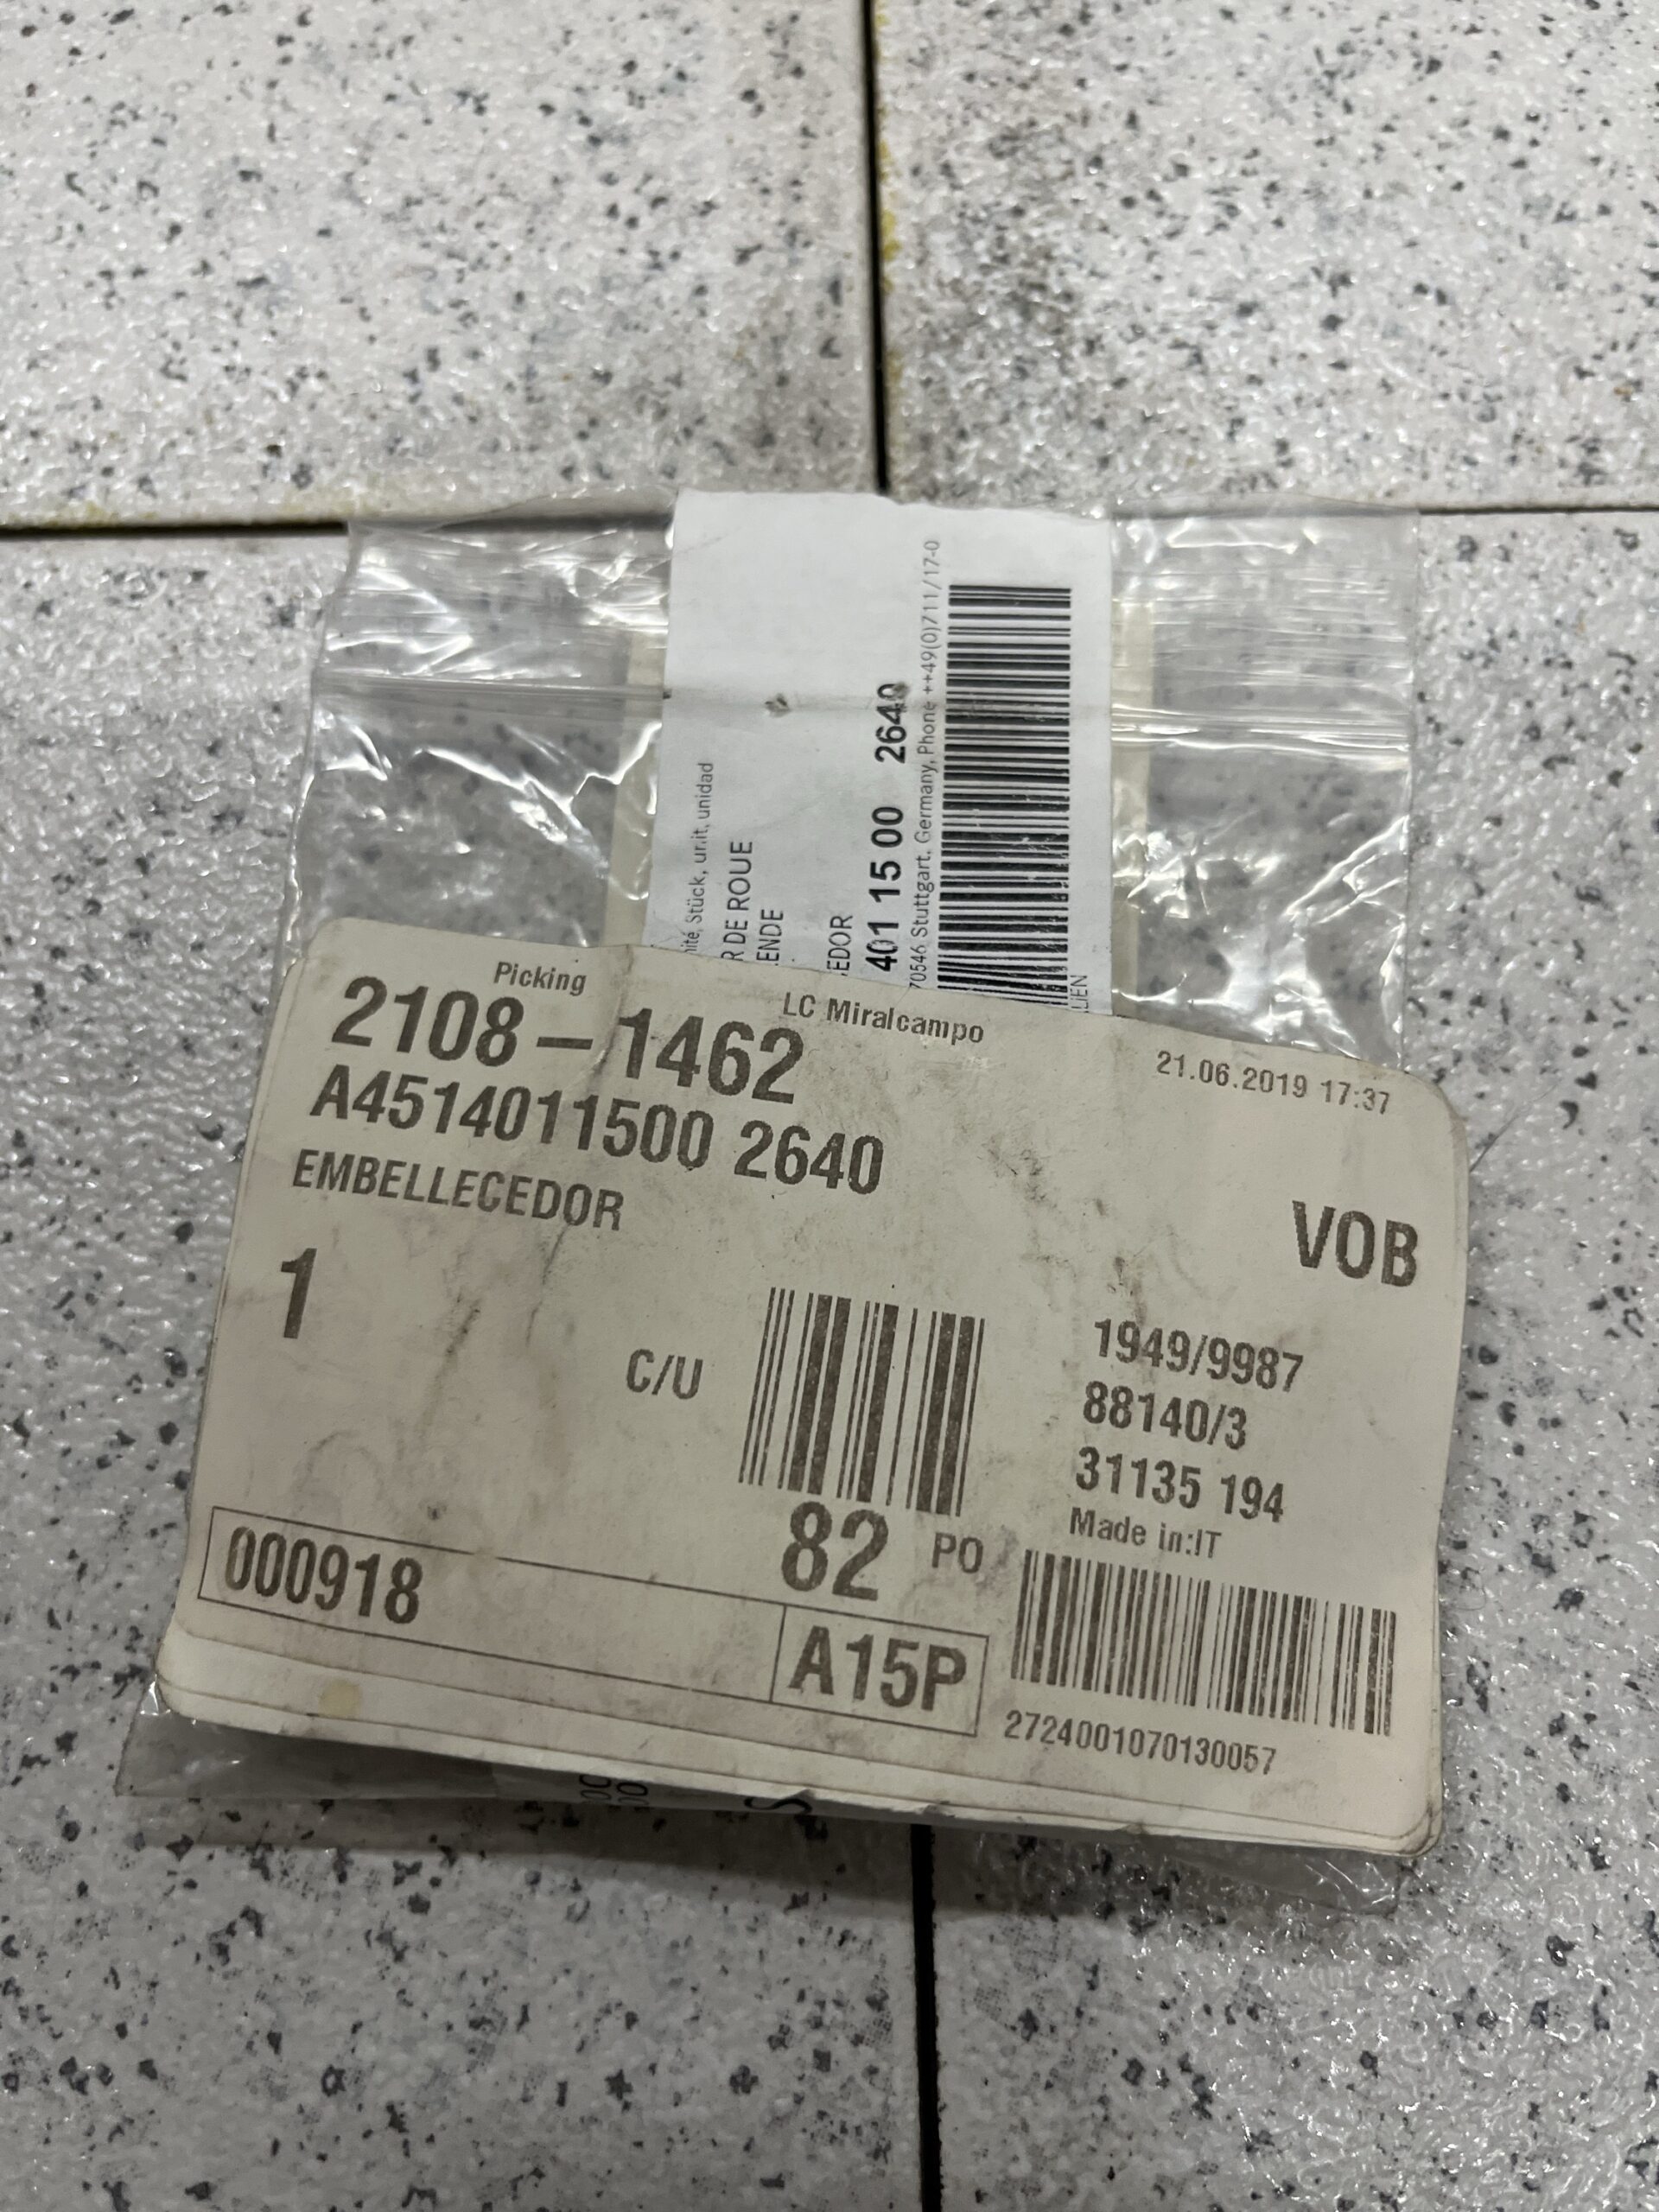 Stück, unit, unidad
DE ROUE
401 15 00 2640
70546 Stuttgart, Germany, Phone ++49(0)711/17-0
Picking
LC Miralcampo
21.06.2019 17:37
2108-1462
A4514011500 2640
EMBELLECEDOR
VOB
1
C/U
1949/9987
88140/3
31135 194
Made in:IT
82 PO
000918
A15P
2724001070130057